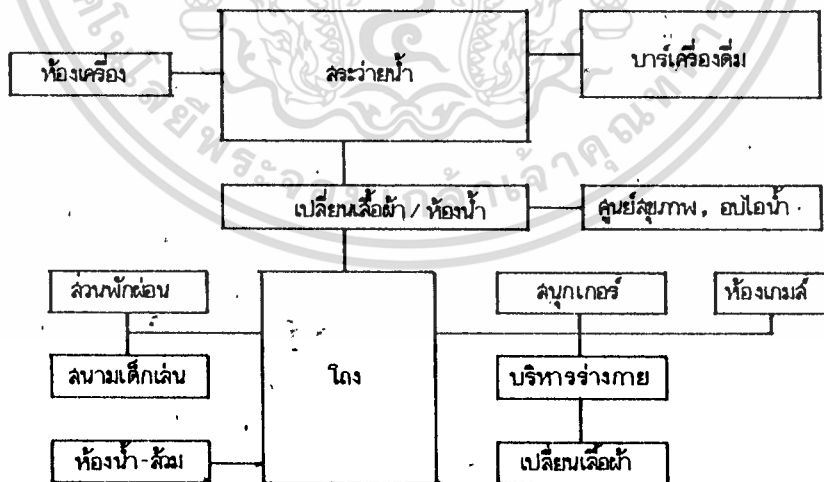 ห้องเครื่อง
สระว่ายน้ำ
บาร์เครื่องดื่ม
เปลี่ยนเสื้อผ้า / ห้องน้ำ
ศูนย์สุขภาพ, อบไอน้ำ
ส่วนพักผ่อน
สนุกเกอร์
ห้องเกมส์
สนามเด็กเล่น
โถง
บริหารร่างกาย
ห้องน้ำ-ส้วม
เปลี่ยนเสื้อผ้า